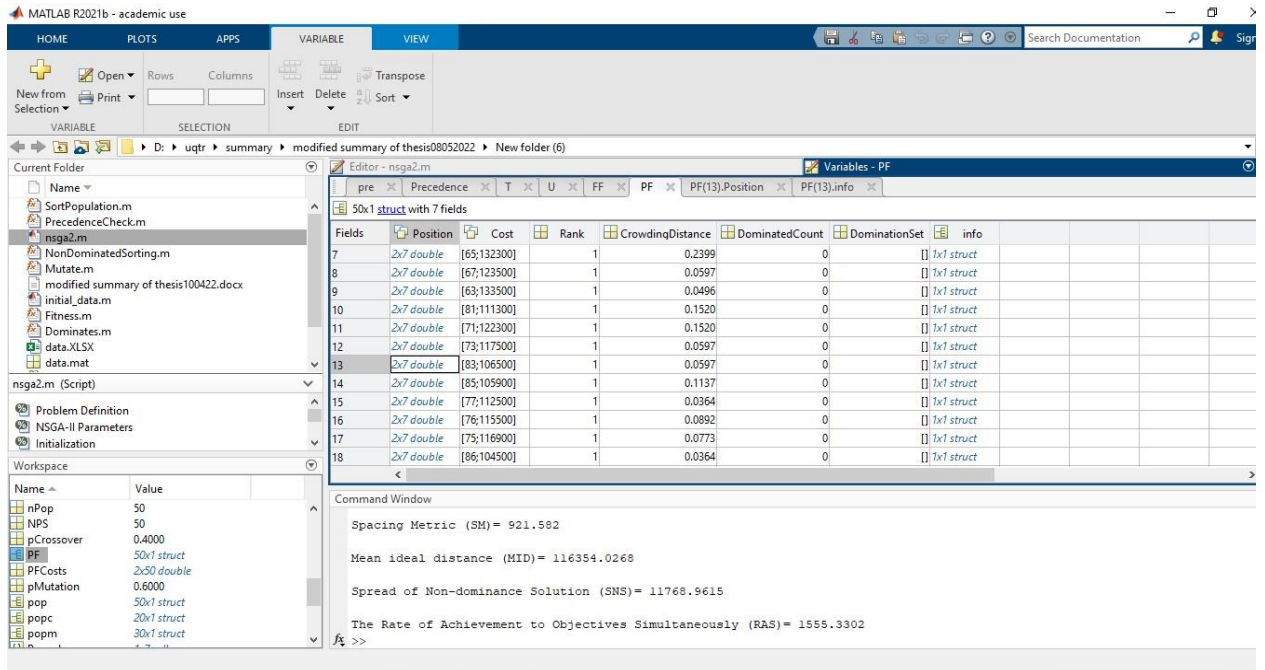 MATLAB R2021b - academic use
HOME PLOTS APPS VARIABLE VIEW Search Documentation Sign
New from Selection Open Print Rows Columns Insert Delete Transpose Sort
VARIABLE SELECTION EDIT
D: uqtr summary modified summary of thesis08052022 New folder (6)
Current Folder
Name
SortPopulation.m
PrecedenceCheck.m
nsga2.m
NonDominatedSorting.m
Mutate.m
modified summary of thesis100422.docx
initial_data.m
Fitness.m
Dominates.m
data.XLSX
data.mat
nsga2.m (Script)
Problem Definition
NSGA-II Parameters
Initialization
Workspace
Name Value
nPop 50
NPS 50
pCrossover 0.4000
PF 50x1 struct
PFCosts 2x50 double
pMutation 0.6000
pop 50x1 struct
popc 20x1 struct
popm 30x1 struct
Editor - nsga2.m Variables - PF
pre Precedence T U FF PF PF(13).Position PF(13).info
50x1 struct with 7 fields
Fields Position Cost Rank CrowdingDistance DominatedCount DominationSet info
7 2x7 double [65;132300] 1 0.2399 0 [] 1x1 struct
8 2x7 double [67;123500] 1 0.0597 0 [] 1x1 struct
9 2x7 double [63;133500] 1 0.0496 0 [] 1x1 struct
10 2x7 double [81;111300] 1 0.1520 0 [] 1x1 struct
11 2x7 double [71;122300] 1 0.1520 0 [] 1x1 struct
12 2x7 double [73;117500] 1 0.0597 0 [] 1x1 struct
13 2x7 double [83;106500] 1 0.0597 0 [] 1x1 struct
14 2x7 double [85;105900] 1 0.1137 0 [] 1x1 struct
15 2x7 double [77;112500] 1 0.0364 0 [] 1x1 struct
16 2x7 double [76;115500] 1 0.0892 0 [] 1x1 struct
17 2x7 double [75;116900] 1 0.0773 0 [] 1x1 struct
18 2x7 double [86;104500] 1 0.0364 0 [] 1x1 struct
Command Window
Spacing Metric (SM)= 921.582
Mean ideal distance (MID)= 116354.0268
Spread of Non-dominance Solution (SNS)= 11768.9615
The Rate of Achievement to Objectives Simultaneously (RAS)= 1555.3302
fx >>